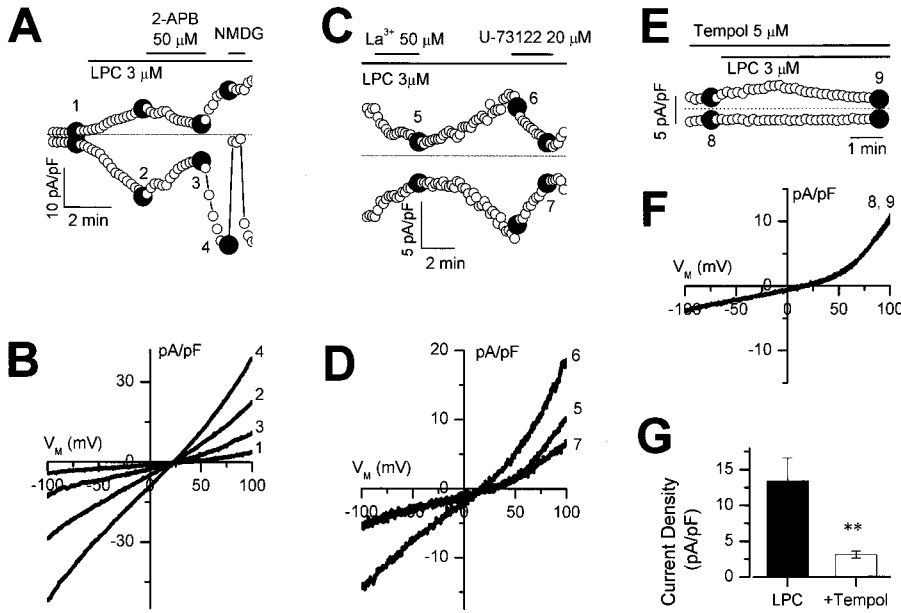 A
2-APB
50 μM
NMDG
LPC 3 μM
1
2
3
4
10 pA/pF
2 min
C
La³⁺ 50 μM
U-73122 20 μM
LPC 3μM
5
6
7
5 pA/pF
2 min
E
Tempol 5 μM
LPC 3 μM
9
8
5 pA/pF
1 min
F
pA/pF
8, 9
10
V_M (mV)
0
-100
-50
0
50
100
-10
B
pA/pF
4
30
2
V_M (mV)
3
1
0
-100
-50
0
50
100
-30
D
20
pA/pF
6
10
5
V_M (mV)
7
0
-100
-50
0
50
100
-10
G
Current Density
(pA/pF)
15
10
5
0
**
LPC
+Tempol